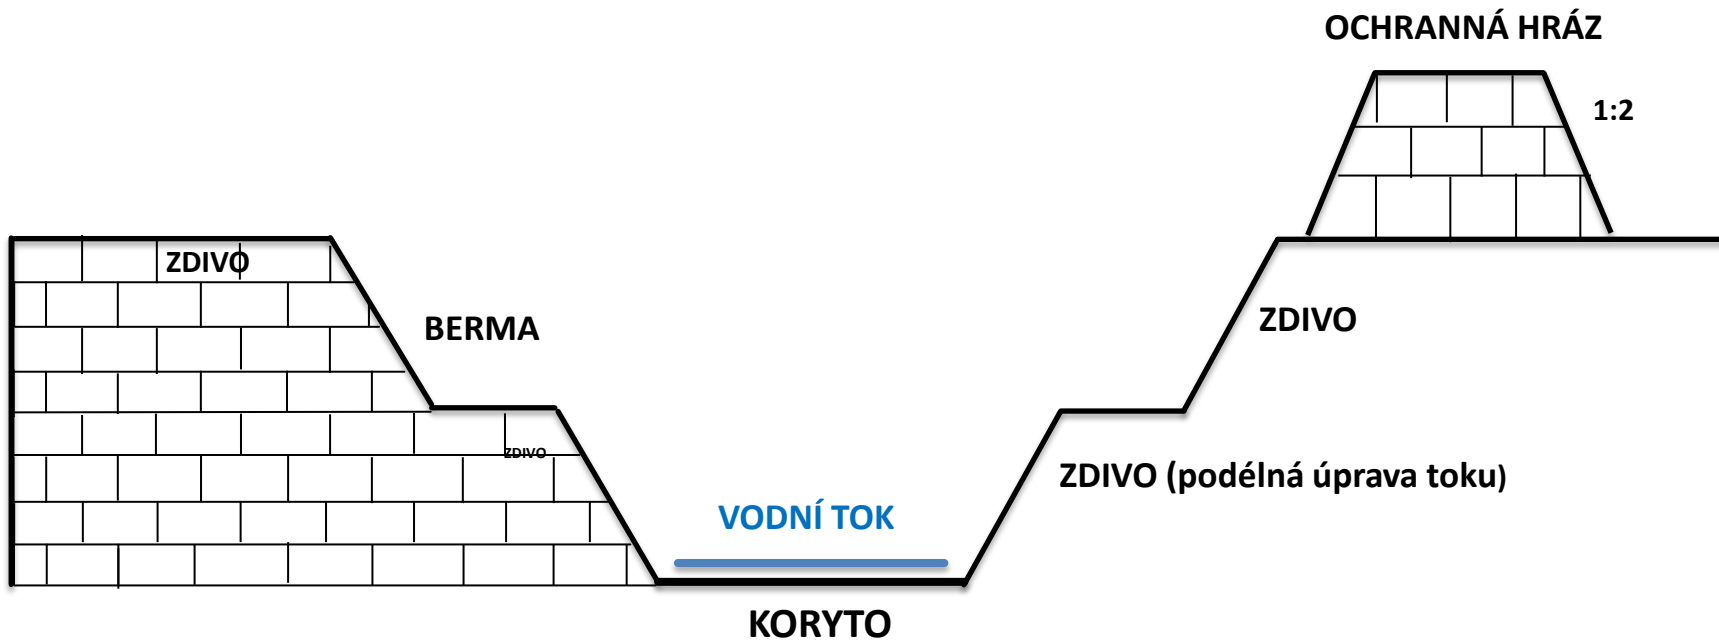 OCHRANNÁ HRÁZ
1:2
ZDIVO
BERMA
ZDIVO
ZDIVO
ZDIVO (podélná úprava toku)
VODNÍ TOK
KORYTO